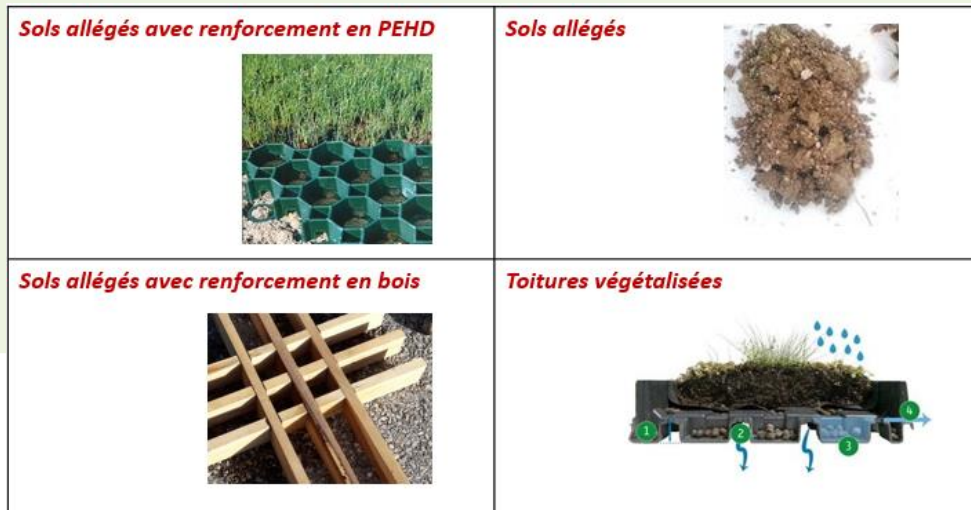 Sols allégés avec renforcement en PEHD
Sols allégés
Sols allégés avec renforcement en bois
Toitures végétalisées
1
2
3
4